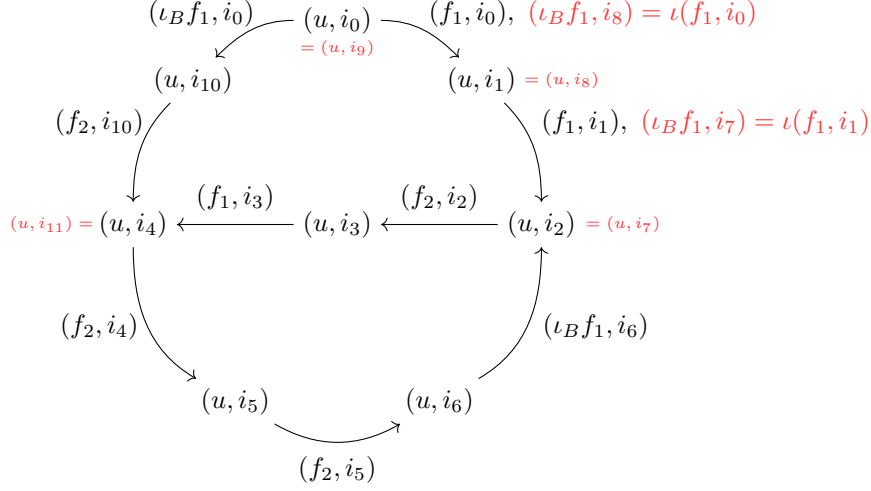 (ι_B f_1, i_0) (u, i_0) (f_1, i_0), (ι_B f_1, i_8) = ι(f_1, i_0)
= (u, i_9)
(u, i_10) (u, i_1) = (u, i_8)
(f_2, i_10) (f_1, i_1), (ι_B f_1, i_7) = ι(f_1, i_1)
(f_1, i_3) (f_2, i_2)
(u, i_11) = (u, i_4) (u, i_3) (u, i_2) = (u, i_7)
(f_2, i_4) (ι_B f_1, i_6)
(u, i_5) (u, i_6)
(f_2, i_5)